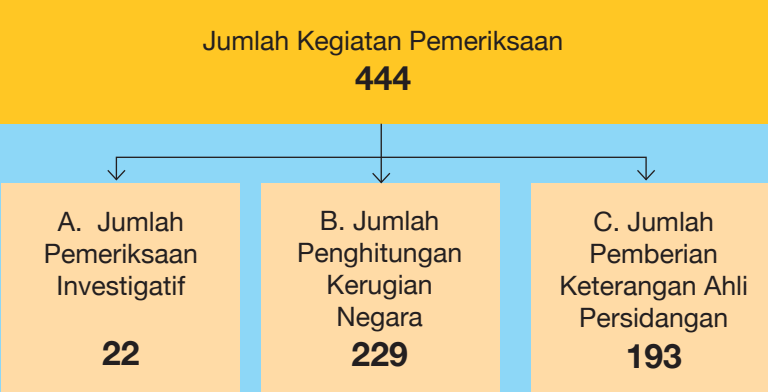 Jumlah Kegiatan Pemeriksaan
444
A. Jumlah
Pemeriksaan
Investigatif
22
B. Jumlah
Penghitungan
Kerugian
Negara
229
C. Jumlah
Pemberian
Keterangan Ahli
Persidangan
193